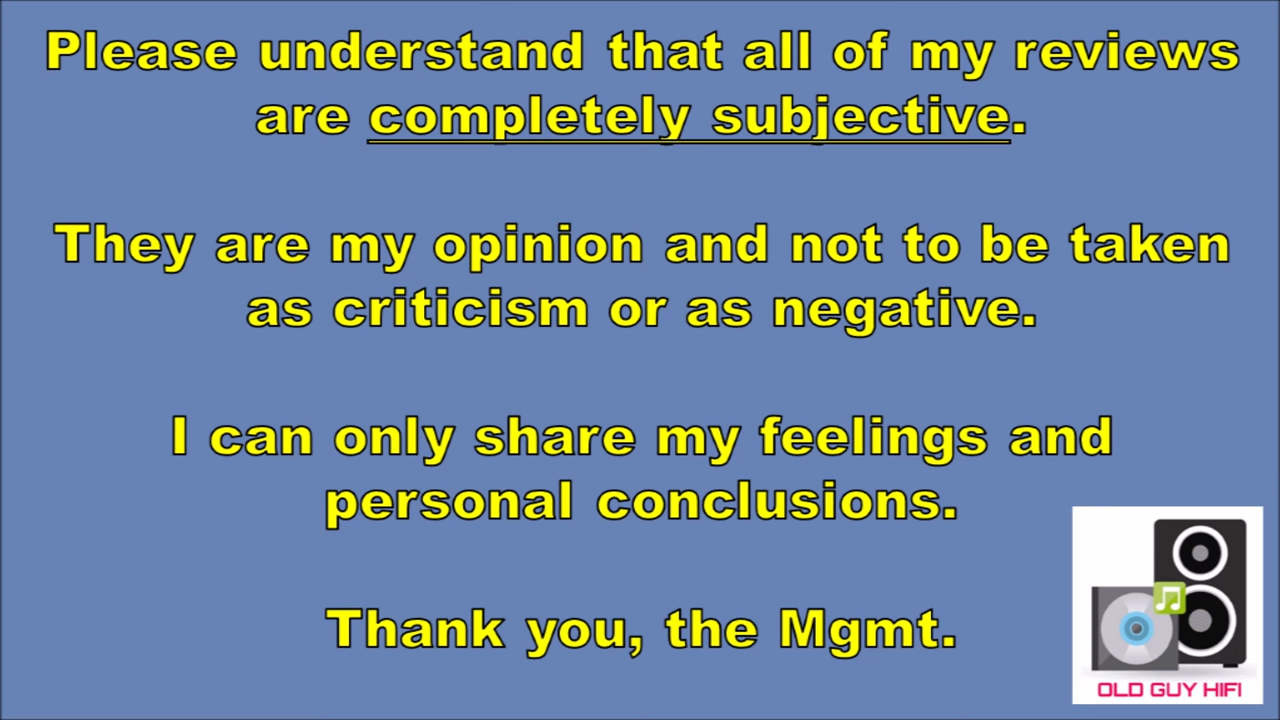 Please understand that all of my reviews
are completely subjective.
They are my opinion and not to be taken
as criticism or as negative.
I can only share my feelings and
personal conclusions.
Thank you, the Mgmt.
OLD GUY HIFI